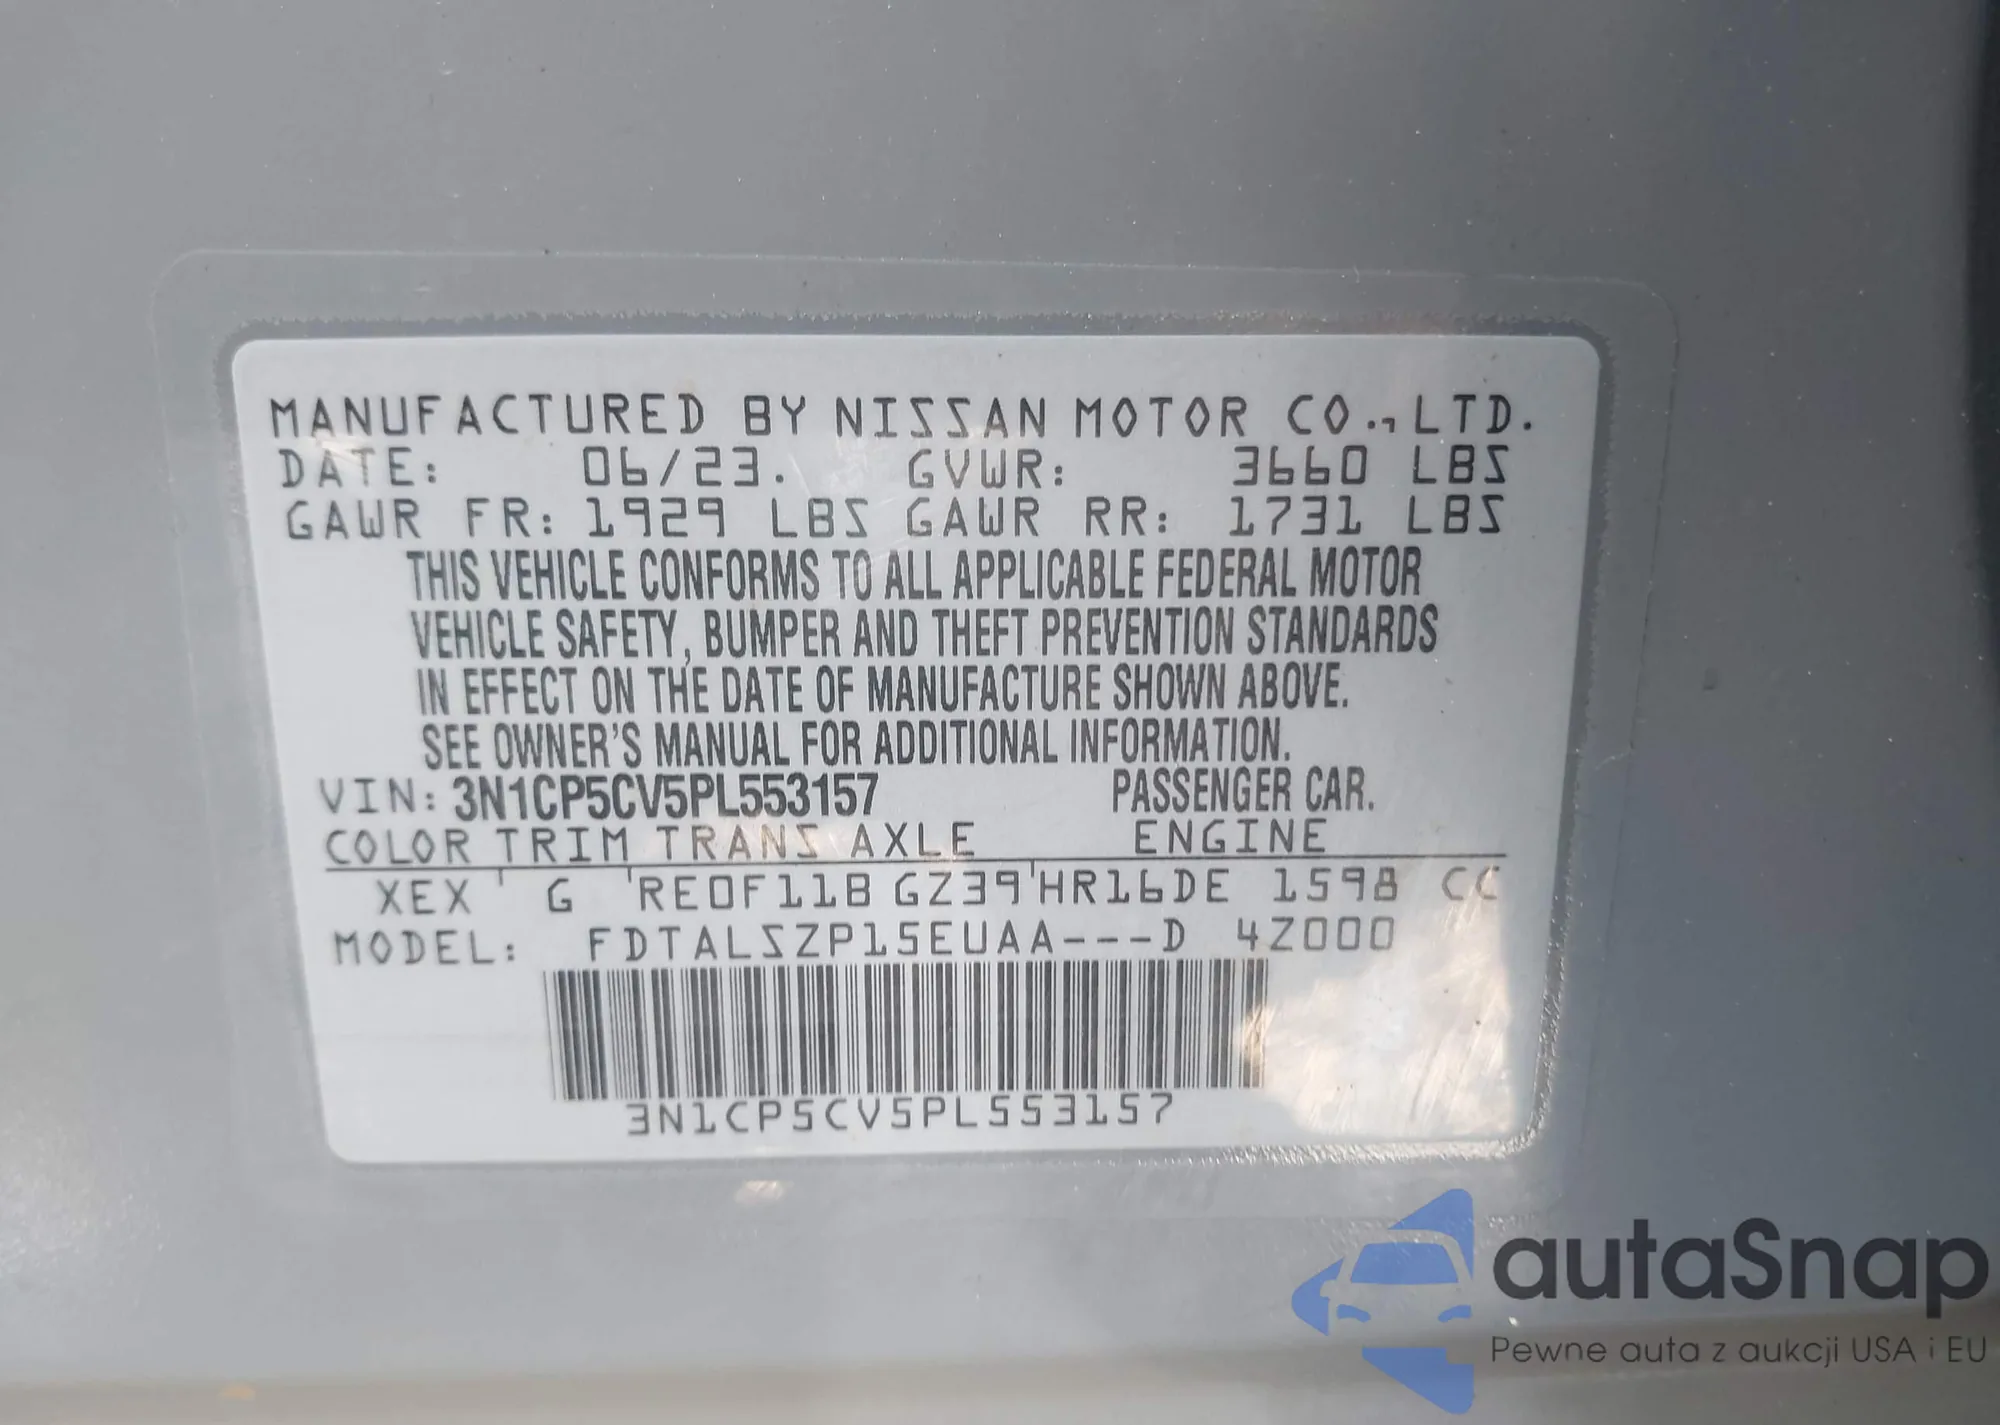 MANUFACTURED BY NISSAN MOTOR CO., LTD.
DATE: 06/23. GVWR: 3660 LBS
GAWR FR: 1929 LBS GAWR RR: 1731 LBS
THIS VEHICLE CONFORMS TO ALL APPLICABLE FEDERAL MOTOR
VEHICLE SAFETY, BUMPER AND THEFT PREVENTION STANDARDS
IN EFFECT ON THE DATE OF MANUFACTURE SHOWN ABOVE.
SEE OWNER'S MANUAL FOR ADDITIONAL INFORMATION.
VIN: 3N1CP5CV5PL553157 PASSENGER CAR.
COLOR TRIM TRANS AXLE ENGINE
XEX ' G 'RE0F11B GZ39'HR16DE 1598 CC
MODEL: FDTALSZP15EUAA---D 4Z000
3N1CP5CV5PL553157
autaSnap
Pewne auta z aukcji USA i EU